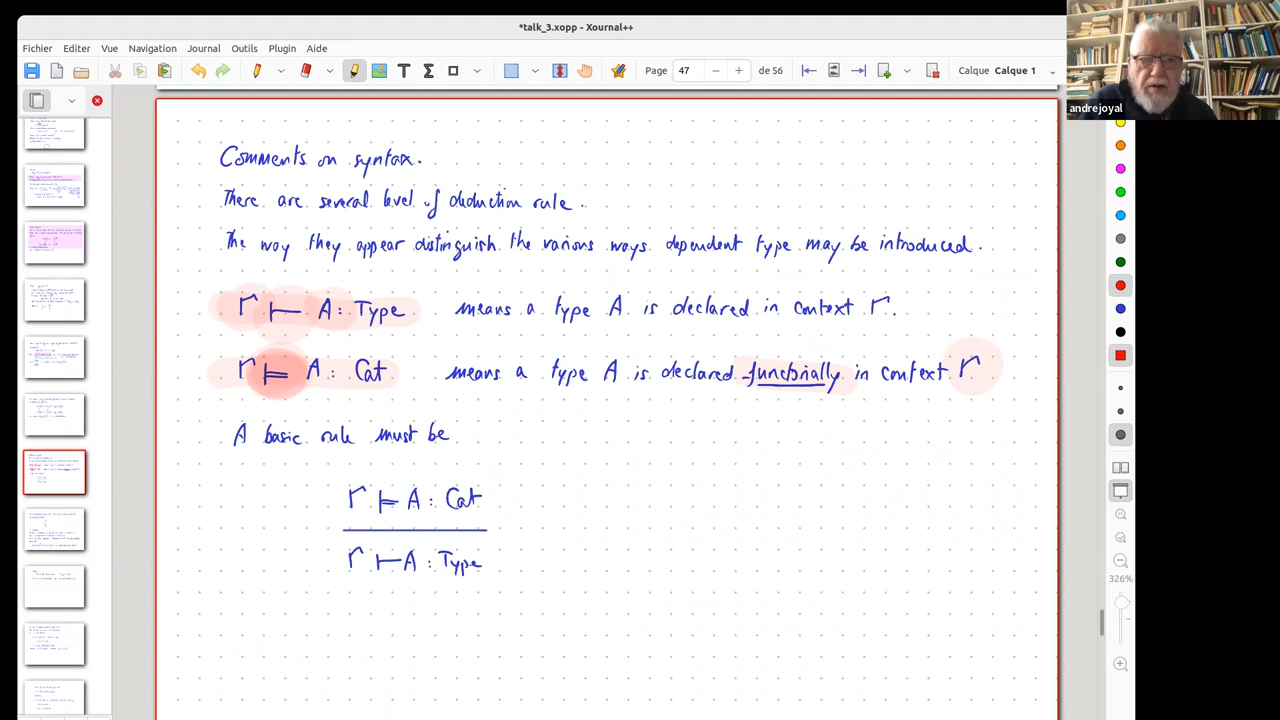 *talk_3.xopp - Xournal++
Fichier Editer Vue Navigation Journal Outils Plugin Aide
Page 47 de 56 Calque Calque 1
andrejoyal
Comments on syntax.
There are several level of deduction rule.
The way they appear distinguish the various ways dependent type may be introduced.
Γ ⊢ A : Type means a type A is declared in context Γ.
Γ ⊨ A : Cat means a type A is declared functorially in context Γ
A basic rule must be
Γ ⊨ A : Cat
Γ ⊢ A : Type
326%